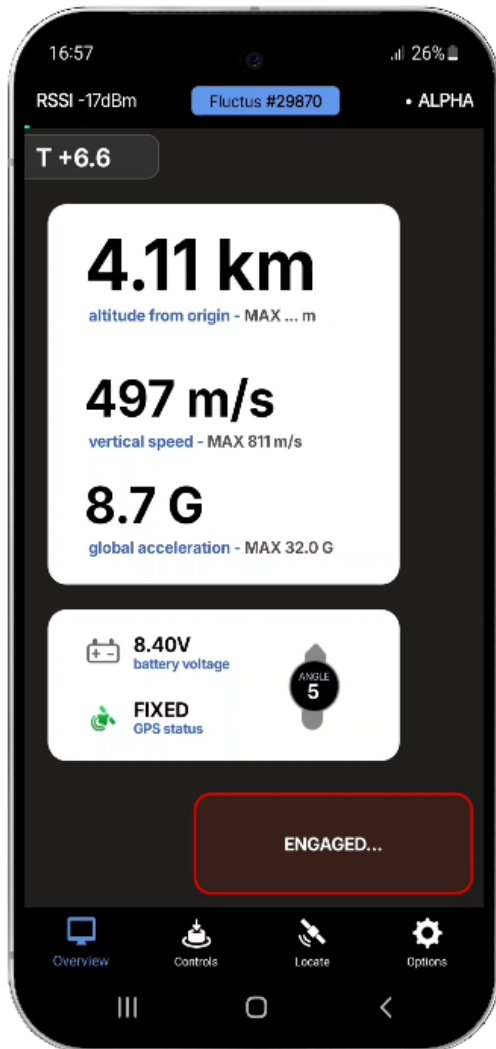 16:57 26%
RSSI -17dBm Fluctus #29870 • ALPHA
T +6.6
4.11 km
altitude from origin - MAX ... m
497 m/s
vertical speed - MAX 811 m/s
8.7 G
global acceleration - MAX 32.0 G
8.40V
battery voltage
ANGLE
5
FIXED
GPS status
ENGAGED...
Overview Controls Locate Options